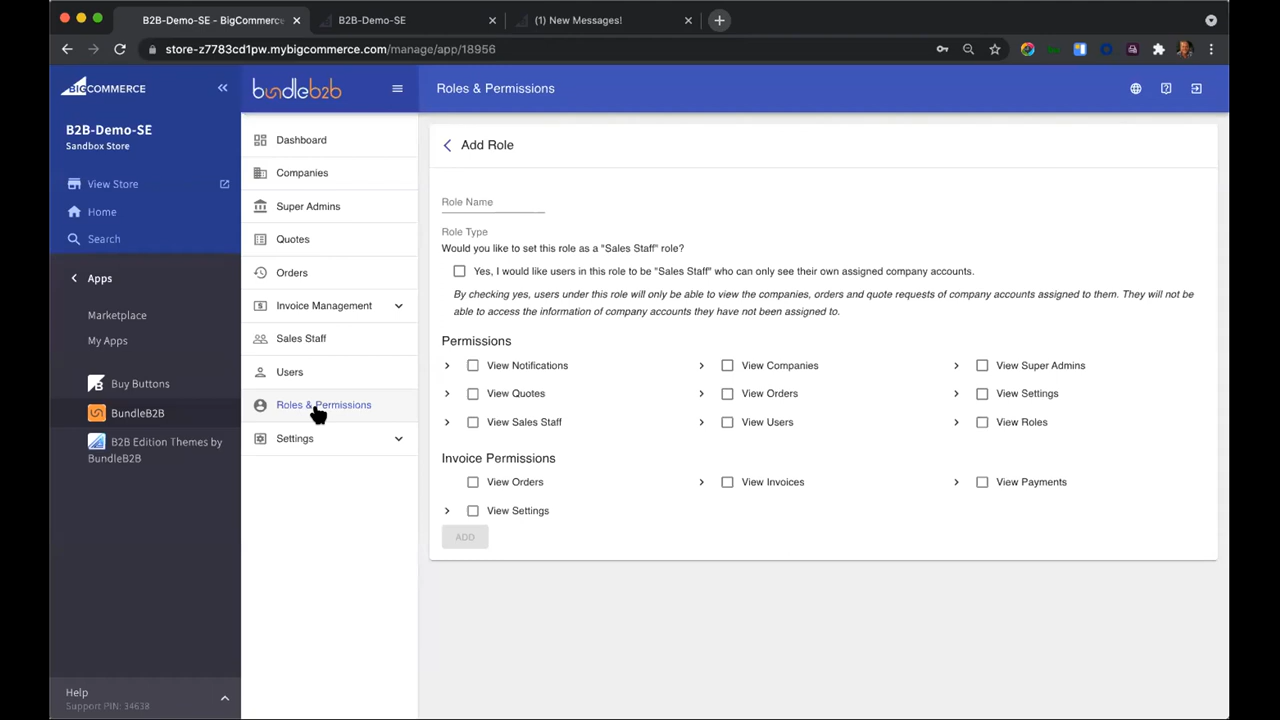 B2B-Demo-SE - BigCommerce
B2B-Demo-SE
(1) New Messages!
store-z7783cd1pw.mybigcommerce.com/manage/app/18956
BIGCOMMERCE
B2B-Demo-SE
Sandbox Store
View Store
Home
Search
Apps
Marketplace
My Apps
Buy Buttons
BundleB2B
B2B Edition Themes by
BundleB2B
Help
Support PIN: 34638
bundleb2b
Dashboard
Companies
Super Admins
Quotes
Orders
Invoice Management
Sales Staff
Users
Roles & Permissions
Settings
Roles & Permissions
Add Role
Role Name
Role Type
Would you like to set this role as a "Sales Staff" role?
Yes, I would like users in this role to be "Sales Staff" who can only see their own assigned company accounts.
By checking yes, users under this role will only be able to view the companies, orders and quote requests of company accounts assigned to them. They will not
be able to access the information of company accounts they have not been assigned to.
Permissions
View Notifications View Companies View Super Admins
View Quotes View Orders View Settings
View Sales Staff View Users View Roles
Invoice Permissions
View Orders View Invoices View Payments
View Settings
ADD